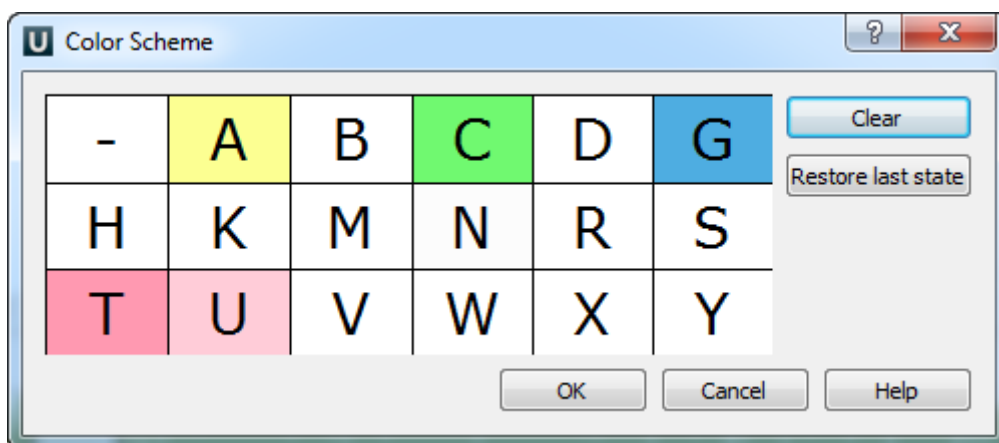 U Color Scheme ?
- A B C D G
Clear
Restore last state
H K M N R S
T U V W X Y
OK Cancel Help